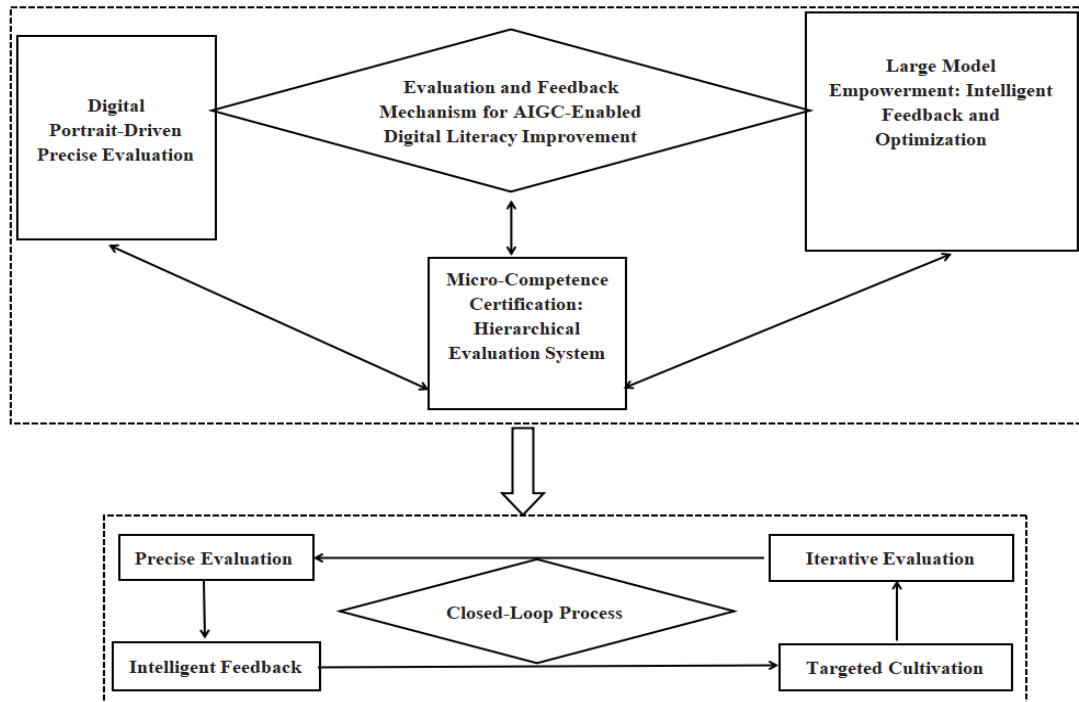 Digital
Portrait-Driven
Precise Evaluation
Evaluation and Feedback
Mechanism for AIGC-Enabled
Digital Literacy Improvement
Large Model
Empowerment: Intelligent
Feedback and
Optimization
Micro-Competence
Certification:
Hierarchical
Evaluation System
Precise Evaluation
Iterative Evaluation
Closed-Loop Process
Intelligent Feedback
Targeted Cultivation